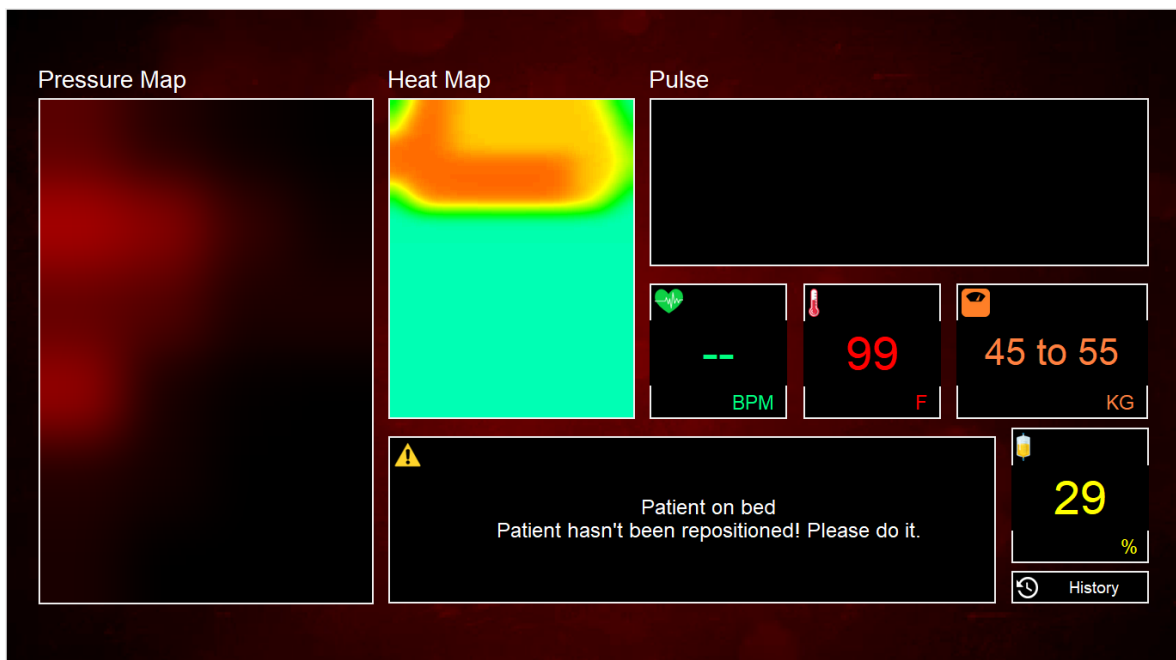 Pressure Map
Heat Map
Pulse
--
BPM
99
F
45 to 55
KG
Patient on bed
Patient hasn't been repositioned! Please do it.
29
%
History